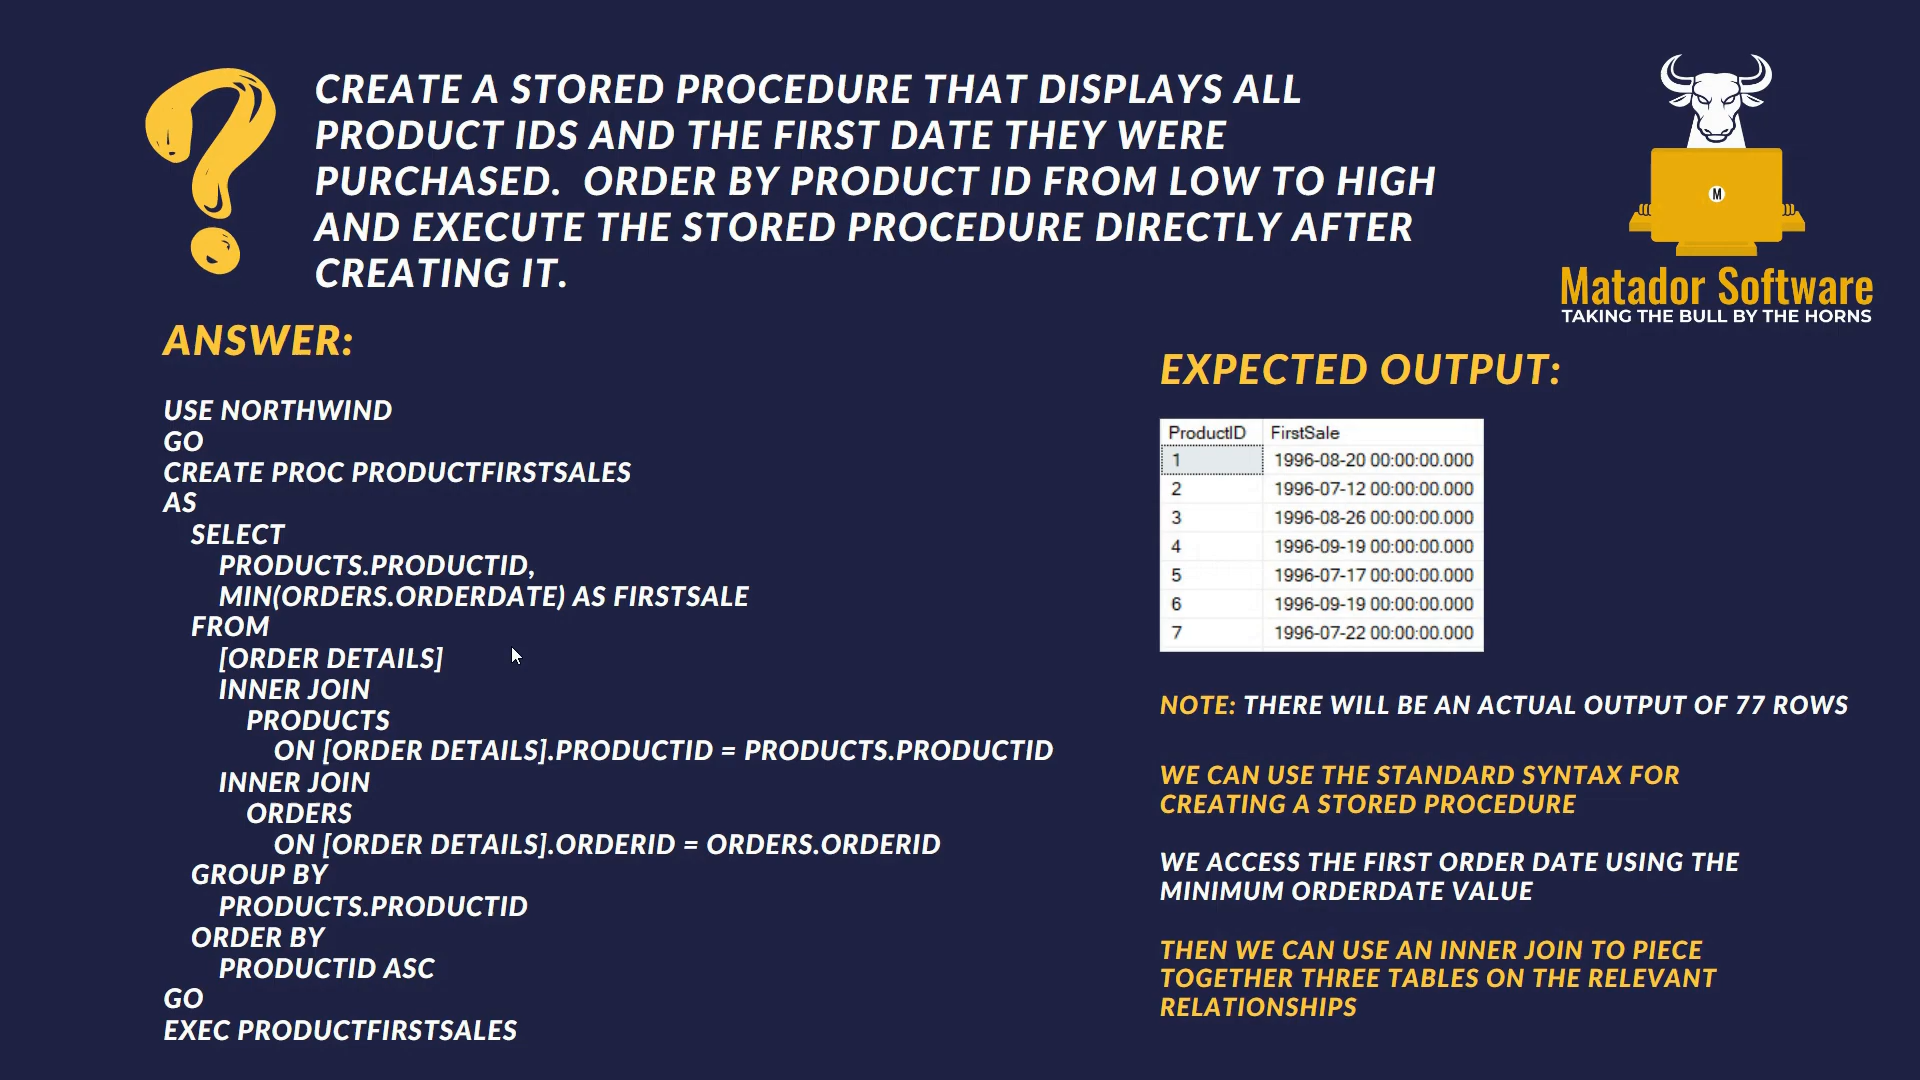 CREATE A STORED PROCEDURE THAT DISPLAYS ALL
PRODUCT IDS AND THE FIRST DATE THEY WERE
PURCHASED. ORDER BY PRODUCT ID FROM LOW TO HIGH
AND EXECUTE THE STORED PROCEDURE DIRECTLY AFTER
CREATING IT.
M
Matador Software
TAKING THE BULL BY THE HORNS
ANSWER:
USE NORTHWIND
GO
CREATE PROC PRODUCTFIRSTSALES
AS
SELECT
PRODUCTS.PRODUCTID,
MIN(ORDERS.ORDERDATE) AS FIRSTSALE
FROM
[ORDER DETAILS]
INNER JOIN
PRODUCTS
ON [ORDER DETAILS].PRODUCTID = PRODUCTS.PRODUCTID
INNER JOIN
ORDERS
ON [ORDER DETAILS].ORDERID = ORDERS.ORDERID
GROUP BY
PRODUCTS.PRODUCTID
ORDER BY
PRODUCTID ASC
GO
EXEC PRODUCTFIRSTSALES
EXPECTED OUTPUT:
ProductID FirstSale
1 1996-08-20 00:00:00.000
2 1996-07-12 00:00:00.000
3 1996-08-26 00:00:00.000
4 1996-09-19 00:00:00.000
5 1996-07-17 00:00:00.000
6 1996-09-19 00:00:00.000
7 1996-07-22 00:00:00.000
NOTE: THERE WILL BE AN ACTUAL OUTPUT OF 77 ROWS
WE CAN USE THE STANDARD SYNTAX FOR
CREATING A STORED PROCEDURE
WE ACCESS THE FIRST ORDER DATE USING THE
MINIMUM ORDERDATE VALUE
THEN WE CAN USE AN INNER JOIN TO PIECE
TOGETHER THREE TABLES ON THE RELEVANT
RELATIONSHIPS